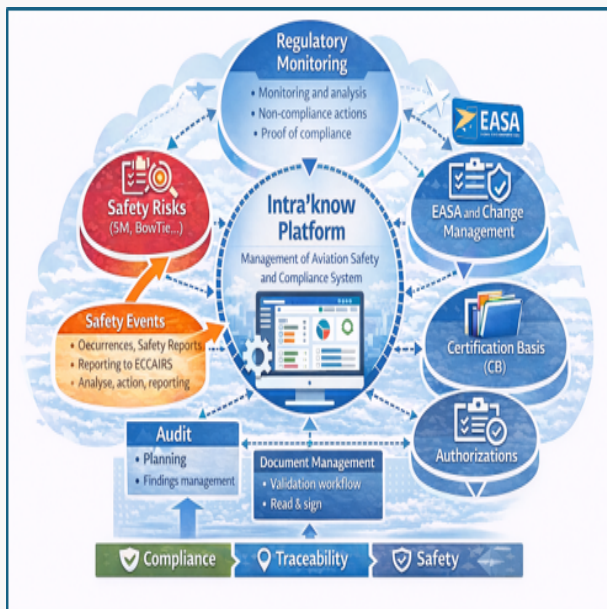 Regulatory
Monitoring
• Monitoring and analysis
• Non-compliance actions
• Proof of compliance
EASA
Safety Risks
(SM, BowTie...)
Intra'know
Platform
Management of Aviation Safety
and Compliance System
EASA and Change
Management
Safety Events
• Oecurrences, Safety Reports
• Reporting to ECCAIRS
• Analyse, action, reporting
Certification Basis
(CB)
Audit
• Planning
• Findings management
Document Management
• Validation workflow
• Read & sign
Authorizations
Compliance
Traceability
Safety